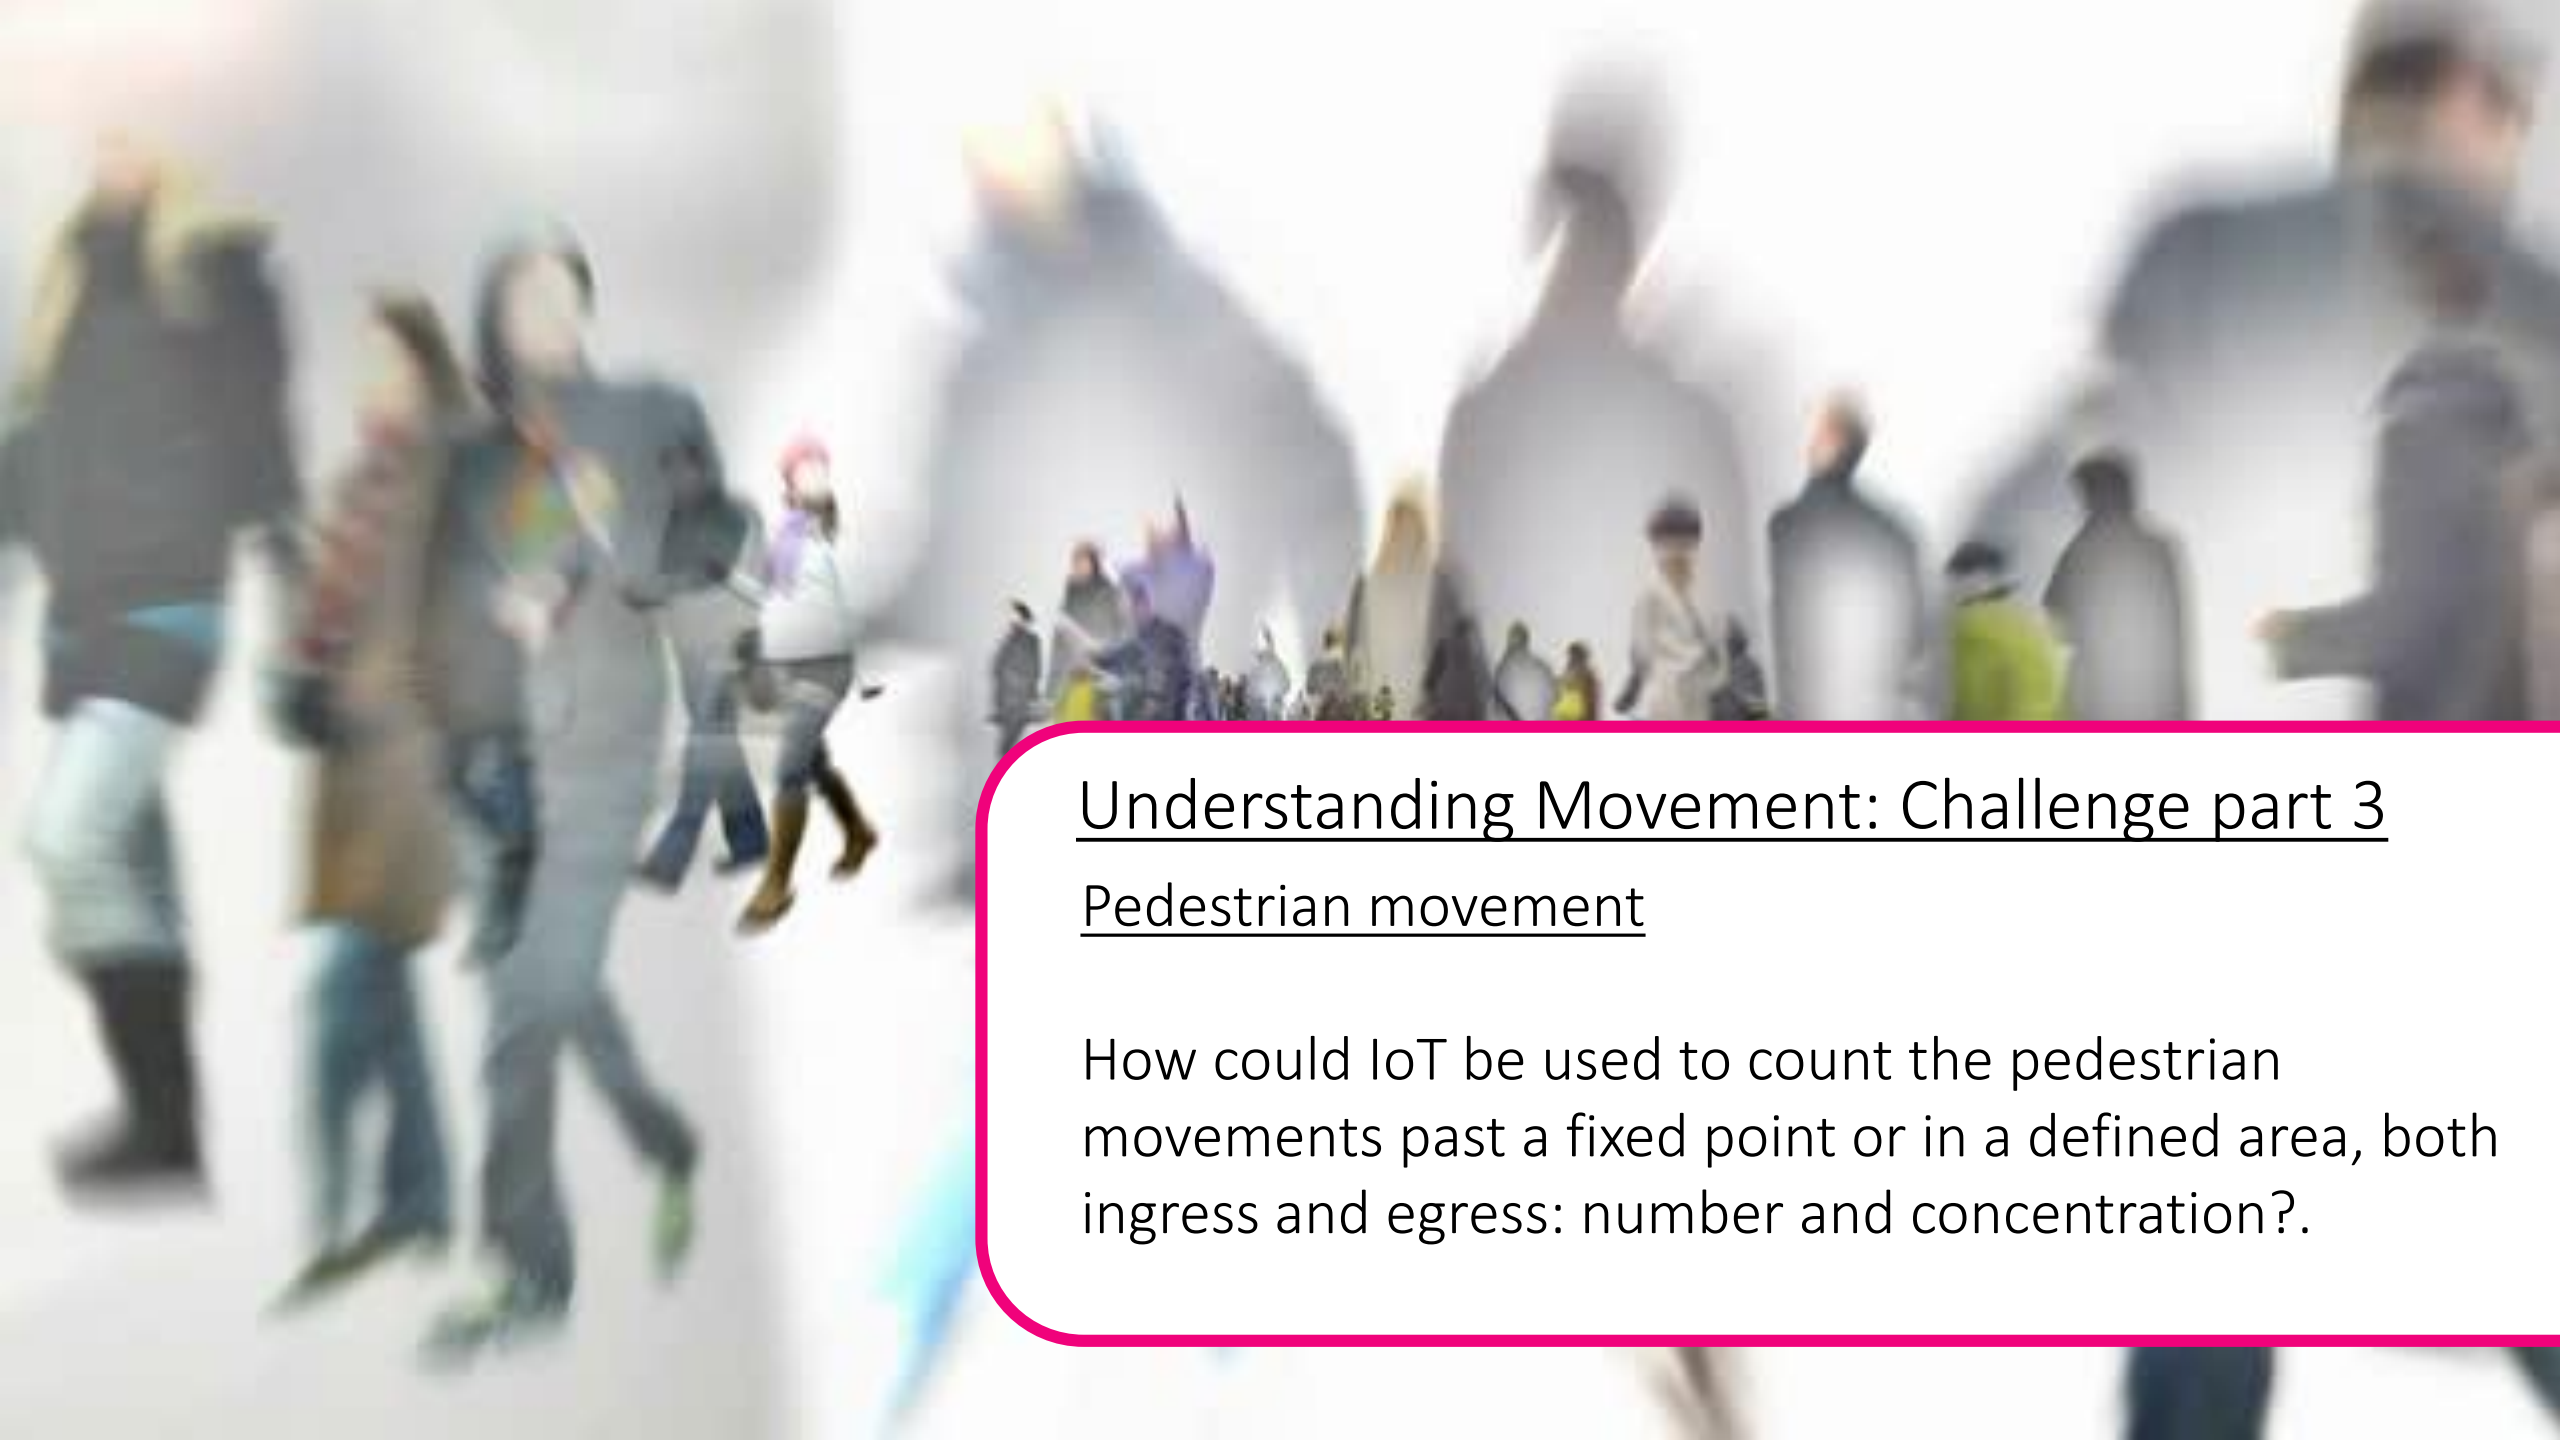 Understanding Movement: Challenge part 3
Pedestrian movement
How could IoT be used to count the pedestrian
movements past a fixed point or in a defined area, both
ingress and egress: number and concentration?.